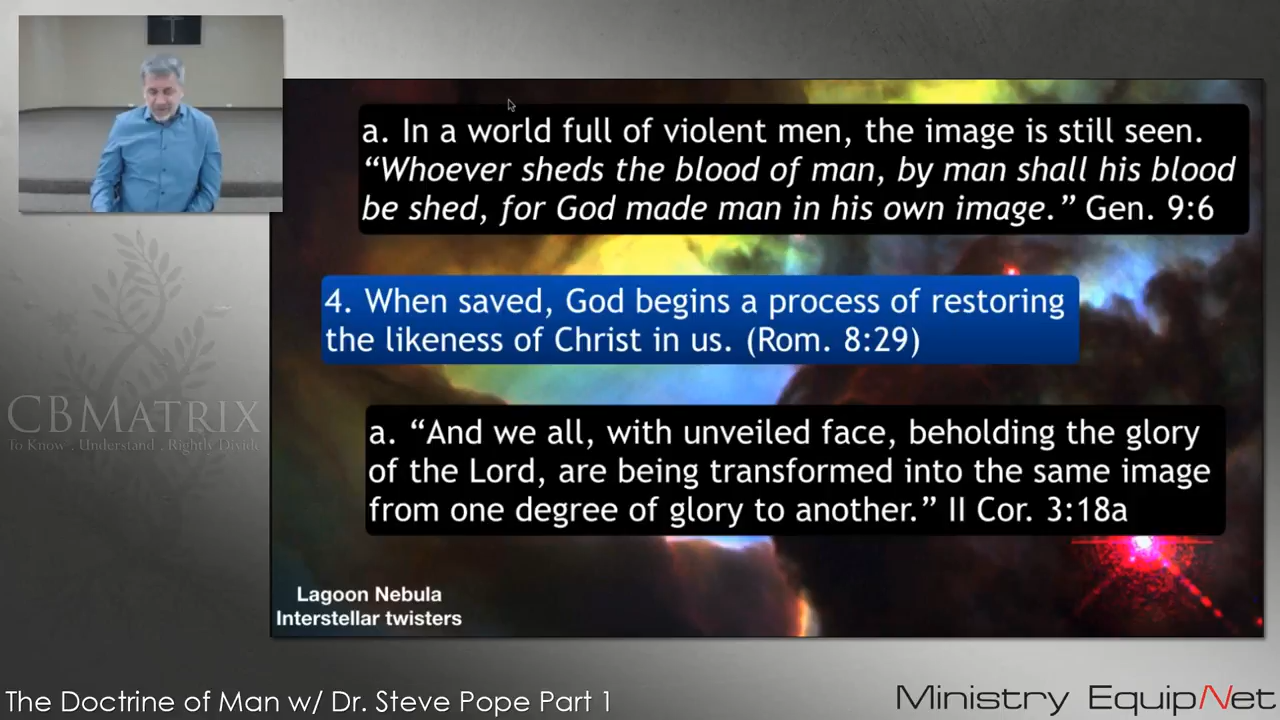 a. In a world full of violent men, the image is still seen.
“Whoever sheds the blood of man, by man shall his blood
be shed, for God made man in his own image.” Gen. 9:6
4. When saved, God begins a process of restoring
the likeness of Christ in us. (Rom. 8:29)
a. “And we all, with unveiled face, beholding the glory
of the Lord, are being transformed into the same image
from one degree of glory to another.” II Cor. 3:18a
CBMATRIX
To Know . Understand . Rightly Divide
Lagoon Nebula
Interstellar twisters
The Doctrine of Man w/ Dr. Steve Pope Part 1
Ministry EquipNet